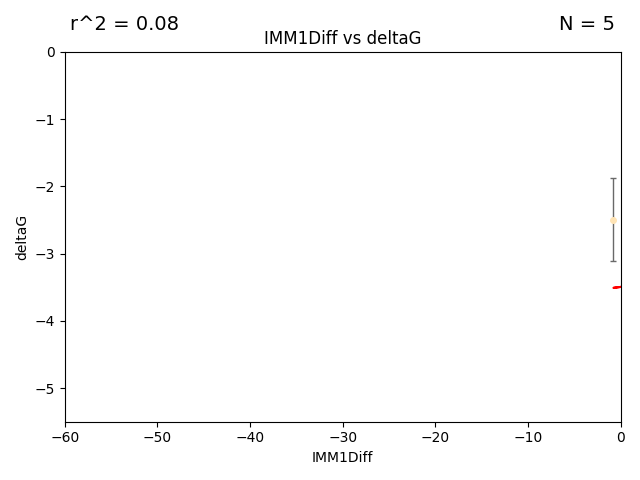 r^2 = 0.08
N = 5
IMM1Diff vs deltaG
0
−1
−2
−3
−4
−5
deltaG
−60 −50 −40 −30 −20 −10 0
IMM1Diff